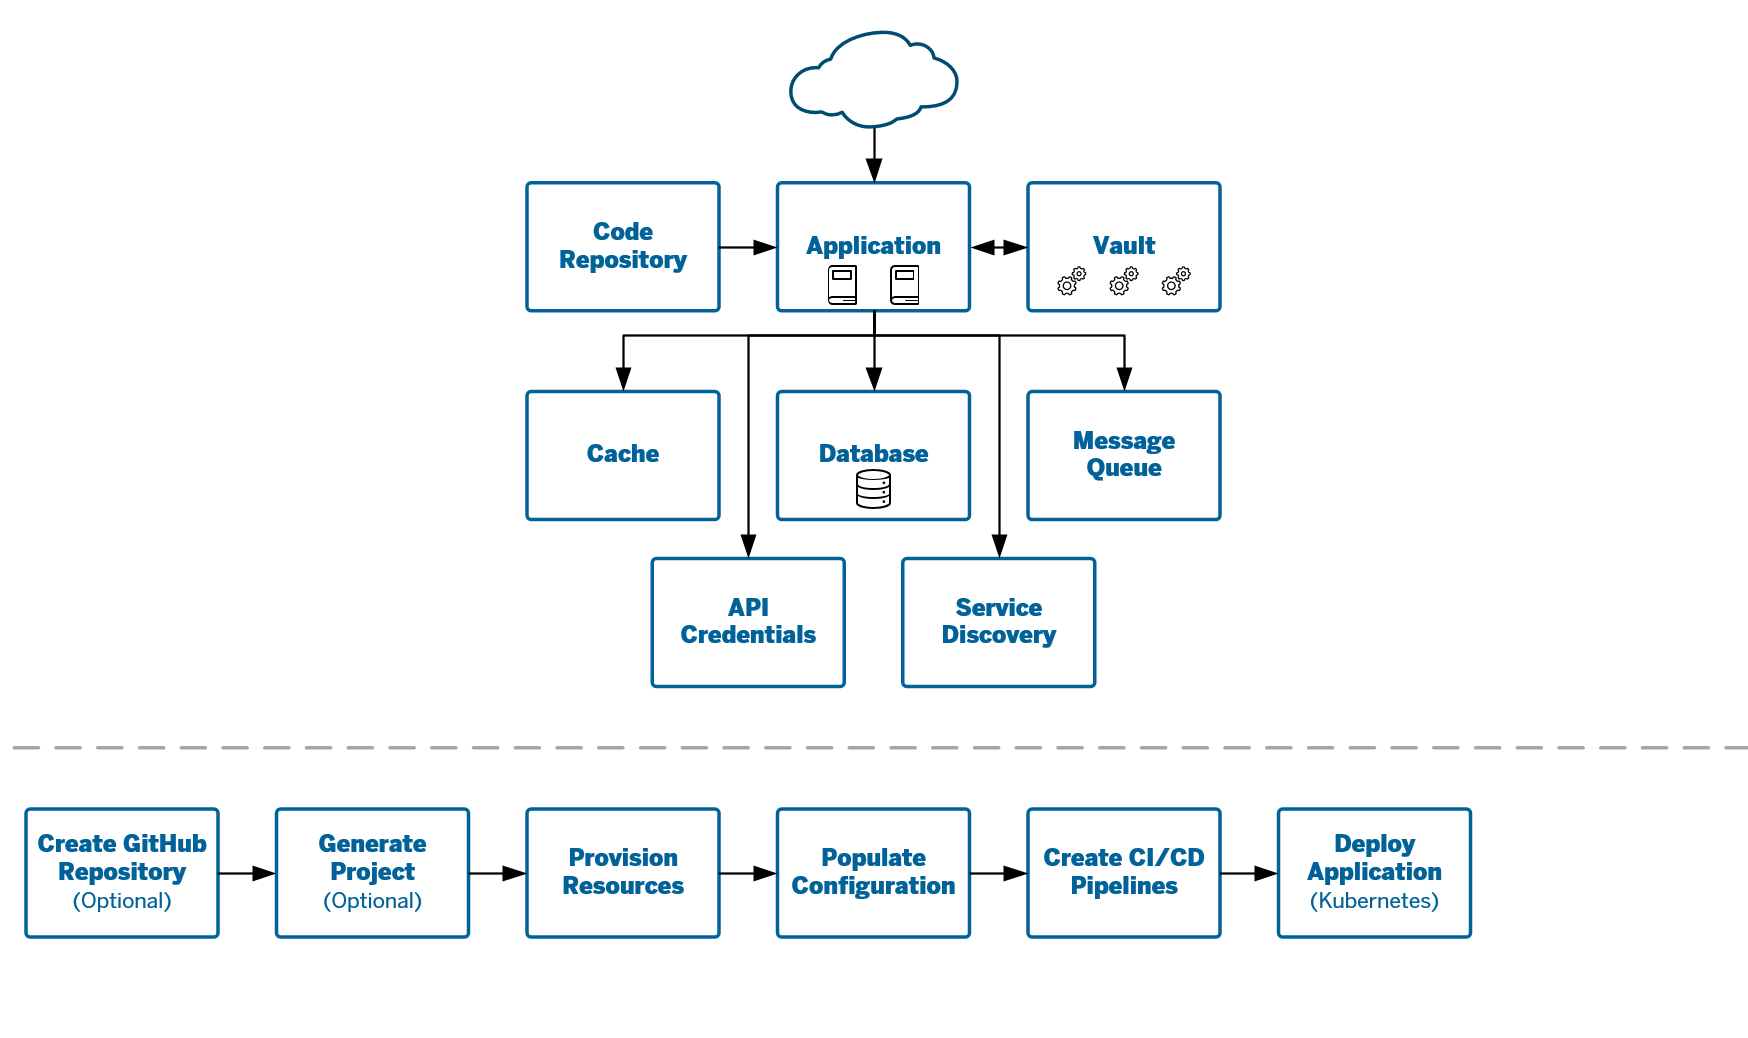 Code
Repository
Application
Vault
Cache
Database
Message
Queue
API
Credentials
Service
Discovery
Create GitHub
Repository
(Optional)
Generate
Project
(Optional)
Provision
Resources
Populate
Configuration
Create CI/CD
Pipelines
Deploy
Application
(Kubernetes)